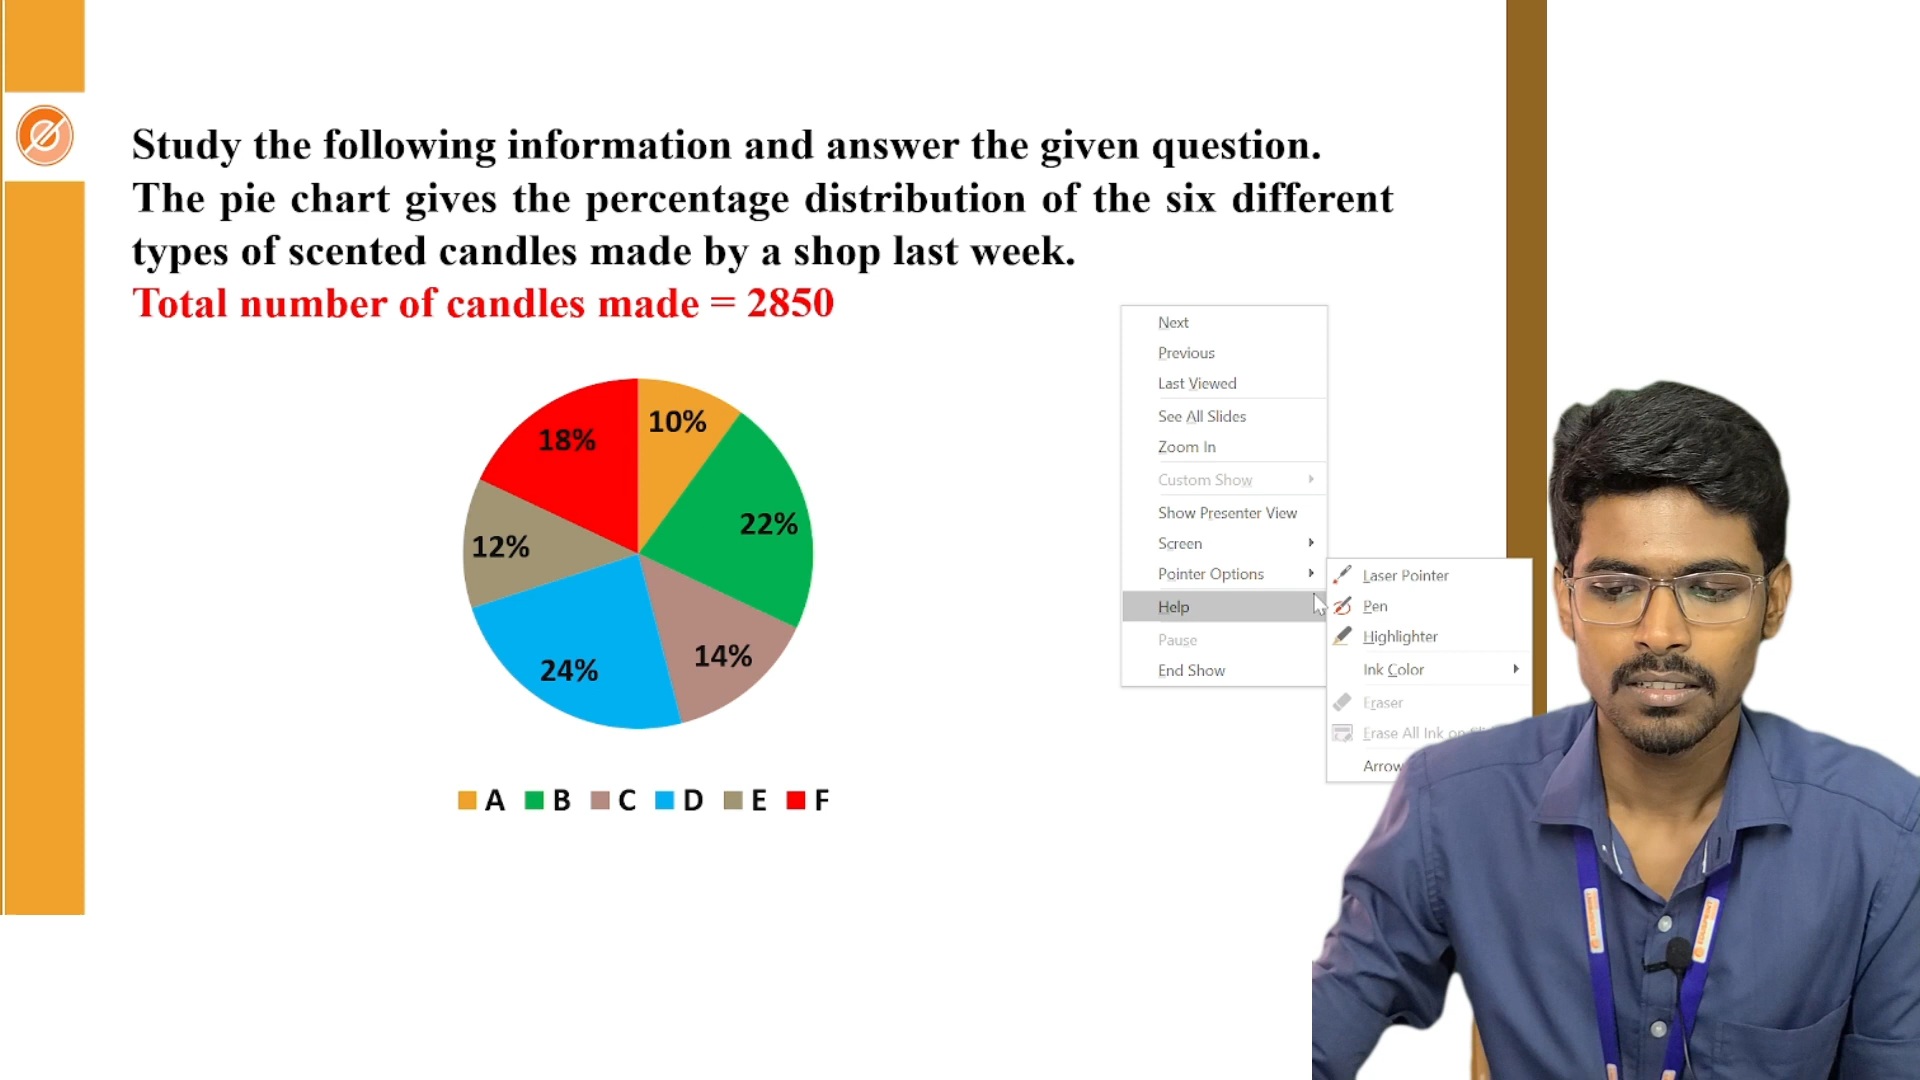 Study the following information and answer the given question.
The pie chart gives the percentage distribution of the six different
types of scented candles made by a shop last week.
Total number of candles made = 2850
10%
22%
14%
24%
12%
18%
A B C D E F
Next
Previous
Last Viewed
See All Slides
Zoom In
Custom Show
Show Presenter View
Screen
Pointer Options
Help
Pause
End Show
Laser Pointer
Pen
Highlighter
Ink Color
Eraser
Erase All Ink on
Arrow